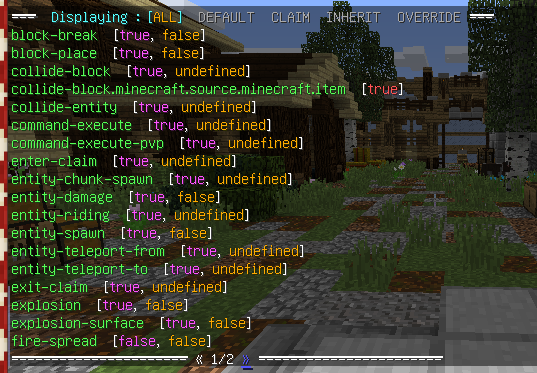 === Displaying : [ALL] DEFAULT CLAIM INHERIT OVERRIDE ===
block-break [true, false]
block-place [true, false]
collide-block [true, undefined]
collide-block.minecraft.source.minecraft.item [true]
collide-entity [true, undefined]
command-execute [true, undefined]
command-execute-pvp [true, undefined]
enter-claim [true, undefined]
entity-chunk-spawn [true, undefined]
entity-damage [true, false]
entity-riding [true, undefined]
entity-spawn [true, false]
entity-teleport-from [true, undefined]
entity-teleport-to [true, undefined]
exit-claim [true, undefined]
explosion [true, false]
explosion-surface [true, false]
fire-spread [false, false]
====================== « 1/2 » =======================